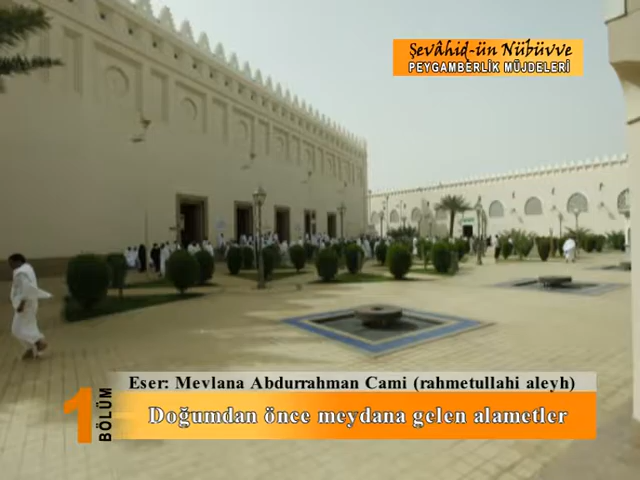 Şevâhid-ün Nübüvve
PEYGAMBERLİK MÜJDELERİ
Eser: Mevlana Abdurrahman Cami (rahmetullahi aleyh)
1 BÖLÜM
Doğumdan önce meydana gelen alametler